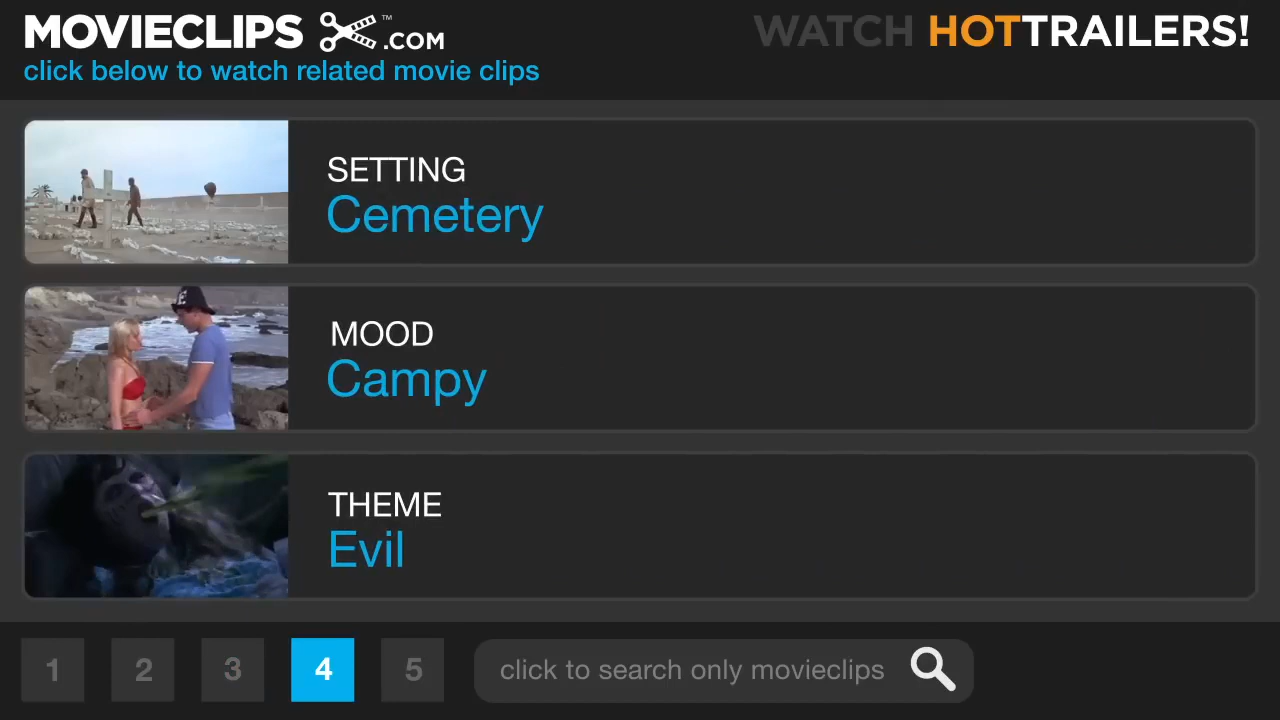 MOVIECLIPS ™ .COM
WATCH HOTTRAILERS!
click below to watch related movie clips
SETTING
Cemetery
MOOD
Campy
THEME
Evil
1 2 3 4 5
click to search only movieclips